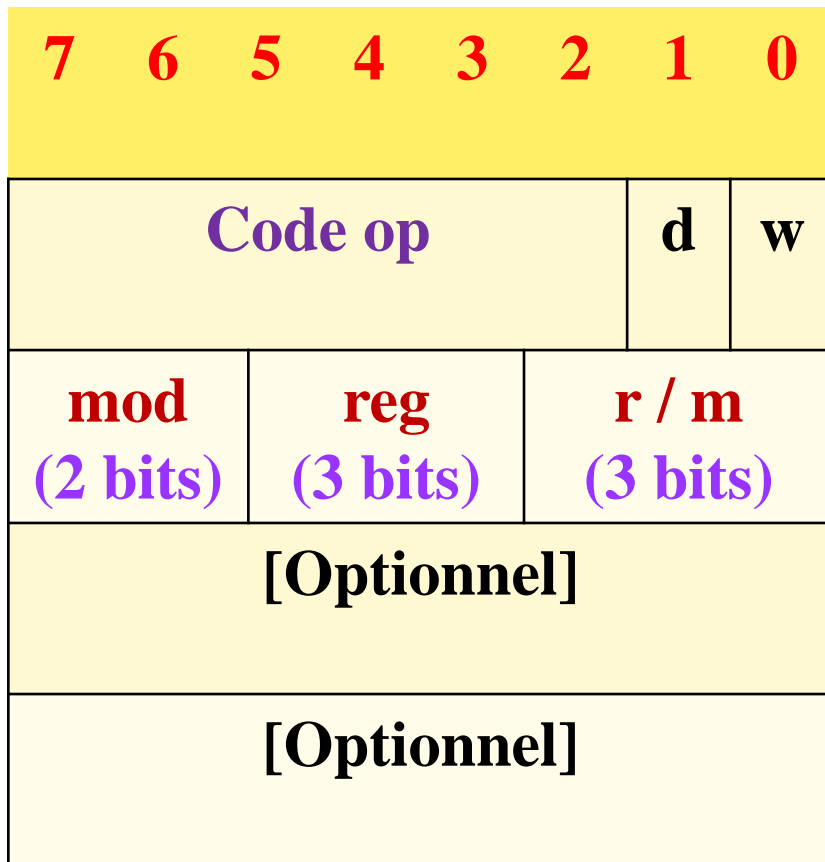 7 6 5 4 3 2 1 0
Code op d w
mod reg r / m
(2 bits) (3 bits) (3 bits)
[Optionnel]
[Optionnel]